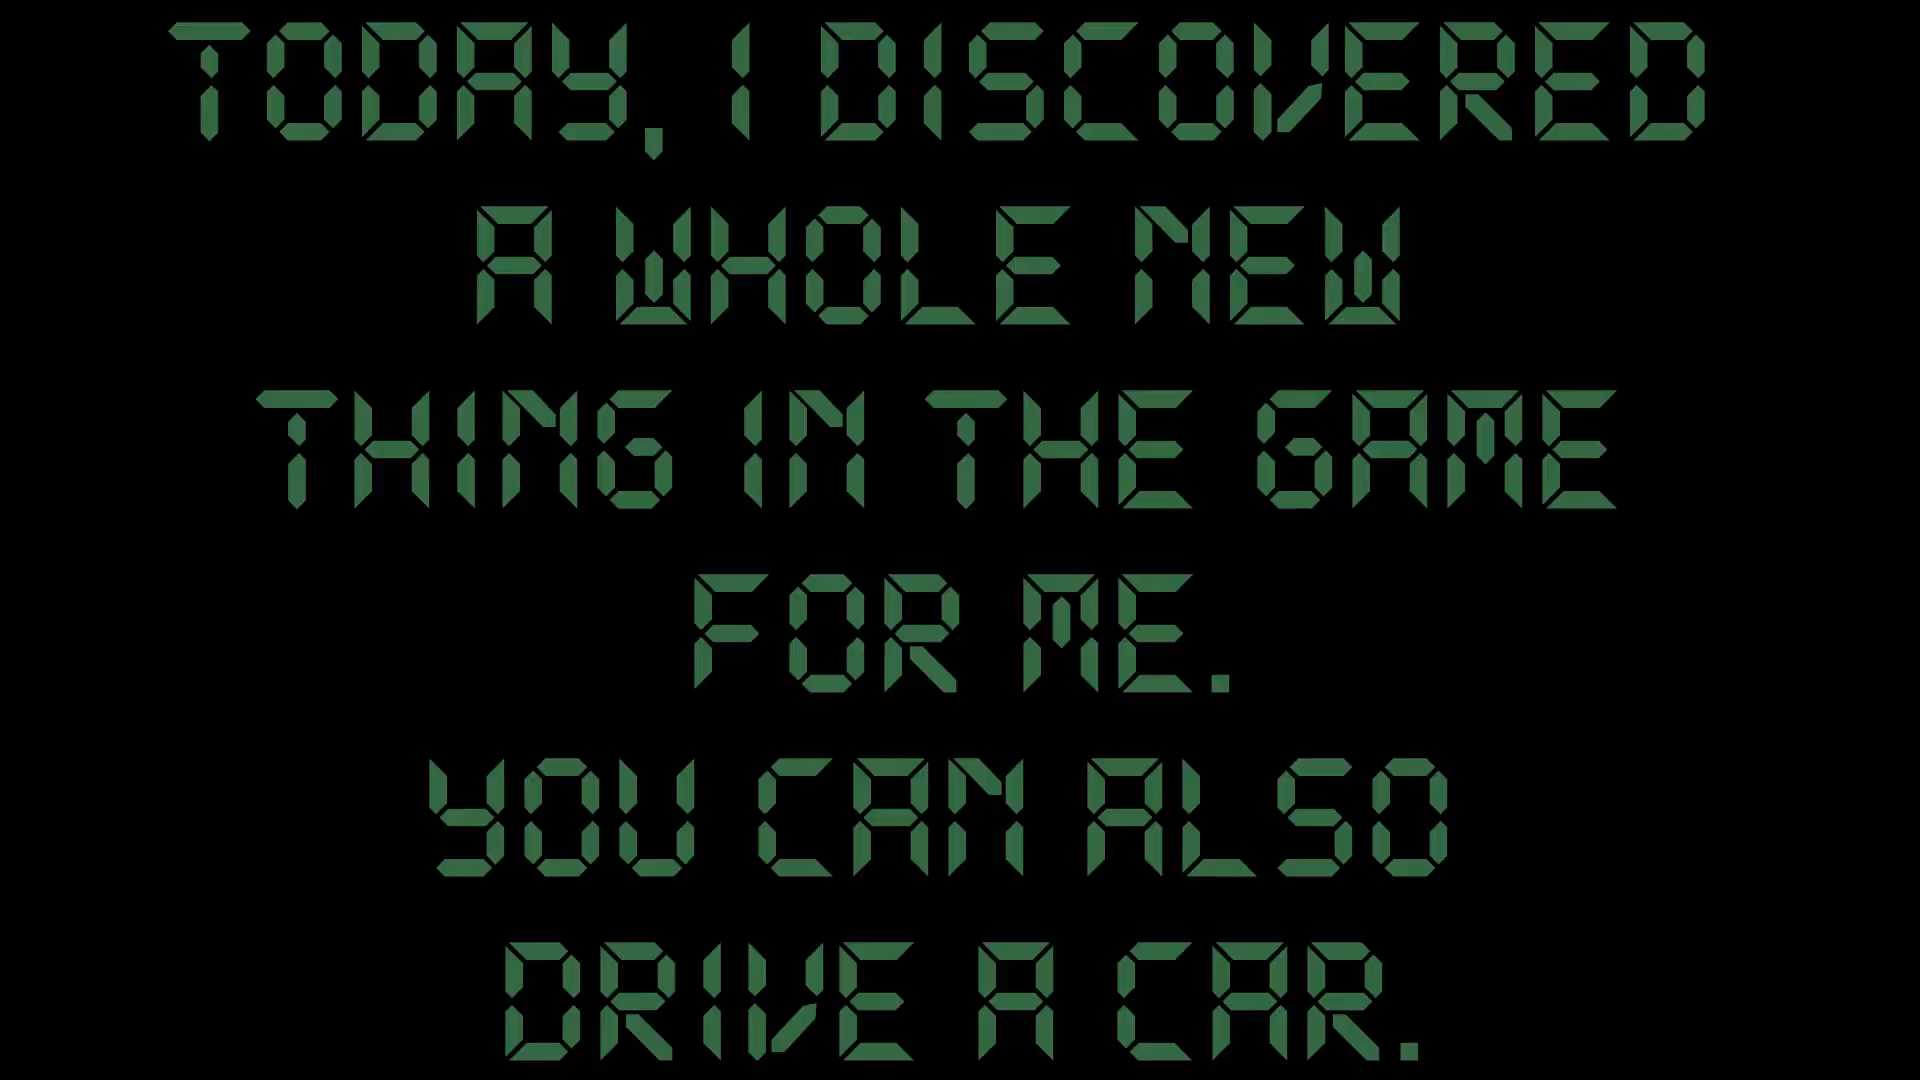 TODAY, I DISCOVERED
A WHOLE NEW
THING IN THE GAME
FOR ME.
YOU CAN ALSO
DRIVE A CAR.